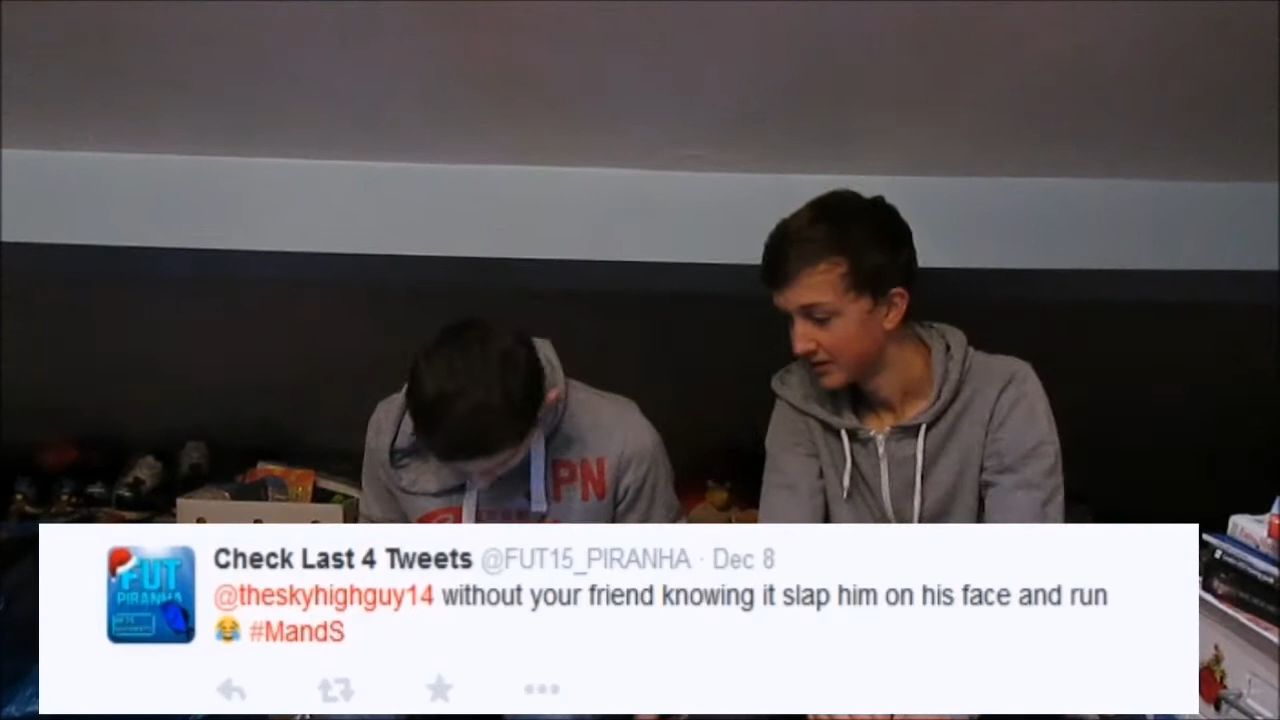 PN
Check Last 4 Tweets @FUT15_PIRANHA · Dec 8
FUT
PIRANHA
@theskyhighguy14 without your friend knowing it slap him on his face and run
😂 #MandS